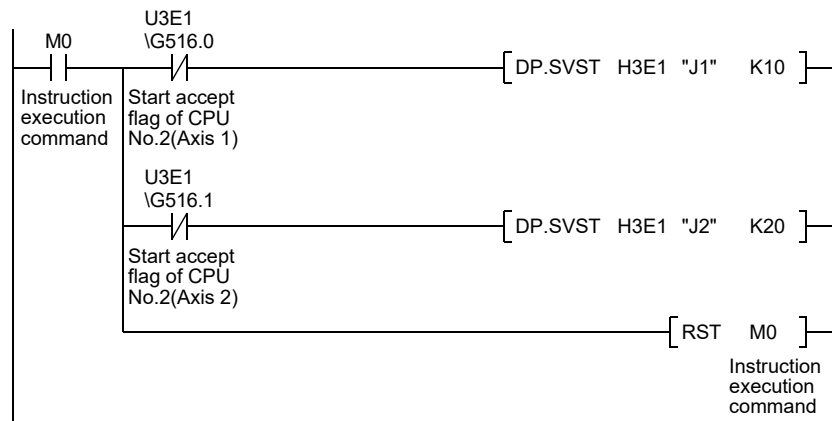 U3E1
M0 \G516.0
DP.SVST H3E1 "J1" K10
Instruction
execution
command
Start accept
flag of CPU
No.2(Axis 1)
U3E1
\G516.1
DP.SVST H3E1 "J2" K20
Start accept
flag of CPU
No.2(Axis 2)
RST M0
Instruction
execution
command